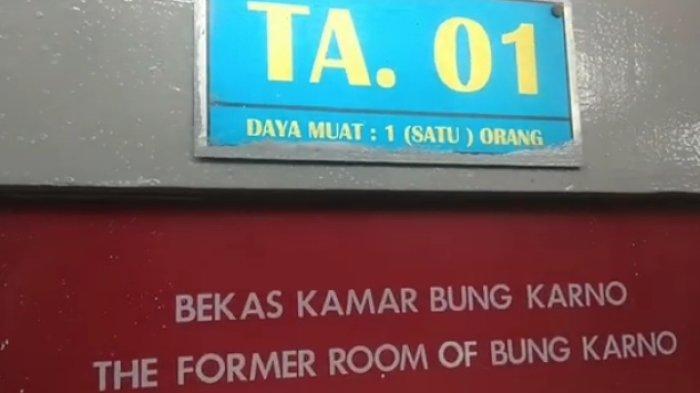 TA. 01
DAYA MUAT : 1 (SATU ) ORANG
BEKAS KAMAR BUNG KARNO
THE FORMER ROOM OF BUNG KARNO